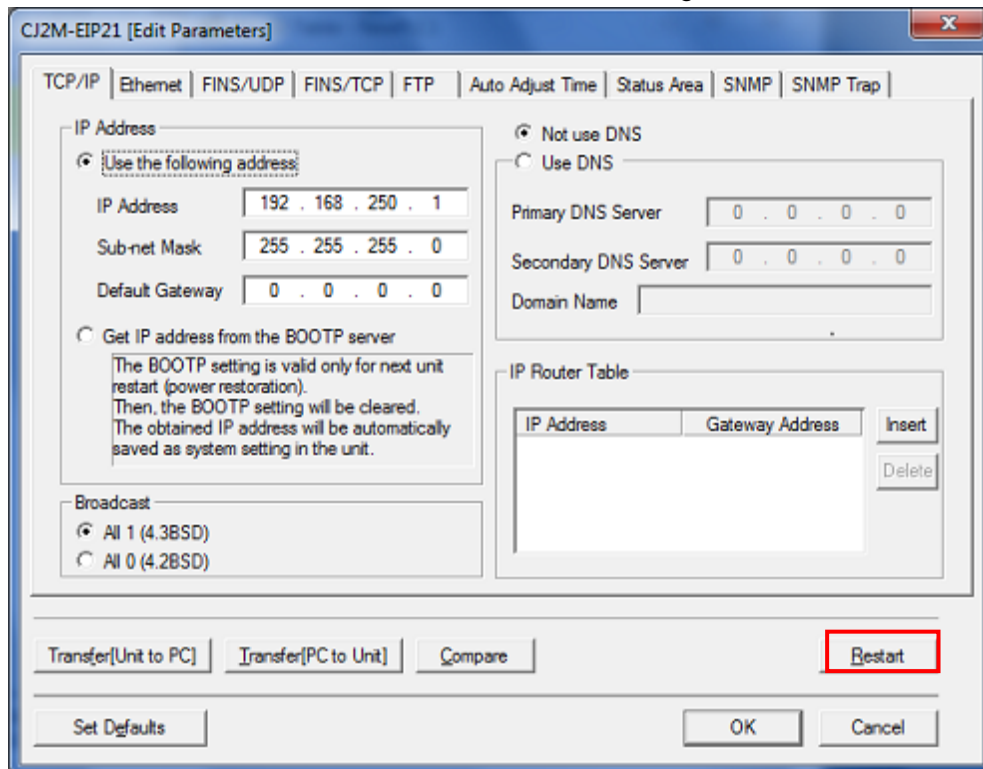 CJ2M-EIP21 [Edit Parameters]
TCP/IP Ethernet FINS/UDP FINS/TCP FTP Auto Adjust Time Status Area SNMP SNMP Trap
IP Address
Use the following address
IP Address 192 . 168 . 250 . 1
Sub-net Mask 255 . 255 . 255 . 0
Default Gateway 0 . 0 . 0 . 0
Get IP address from the BOOTP server
The BOOTP setting is valid only for next unit
restart (power restoration).
Then, the BOOTP setting will be cleared.
The obtained IP address will be automatically
saved as system setting in the unit.
Broadcast
All 1 (4.3BSD)
All 0 (4.2BSD)
Not use DNS
Use DNS
Primary DNS Server 0 . 0 . 0 . 0
Secondary DNS Server 0 . 0 . 0 . 0
Domain Name
IP Router Table
IP Address Gateway Address
Insert
Delete
Transfer[Unit to PC] Transfer[PC to Unit] Compare Restart
Set Defaults OK Cancel